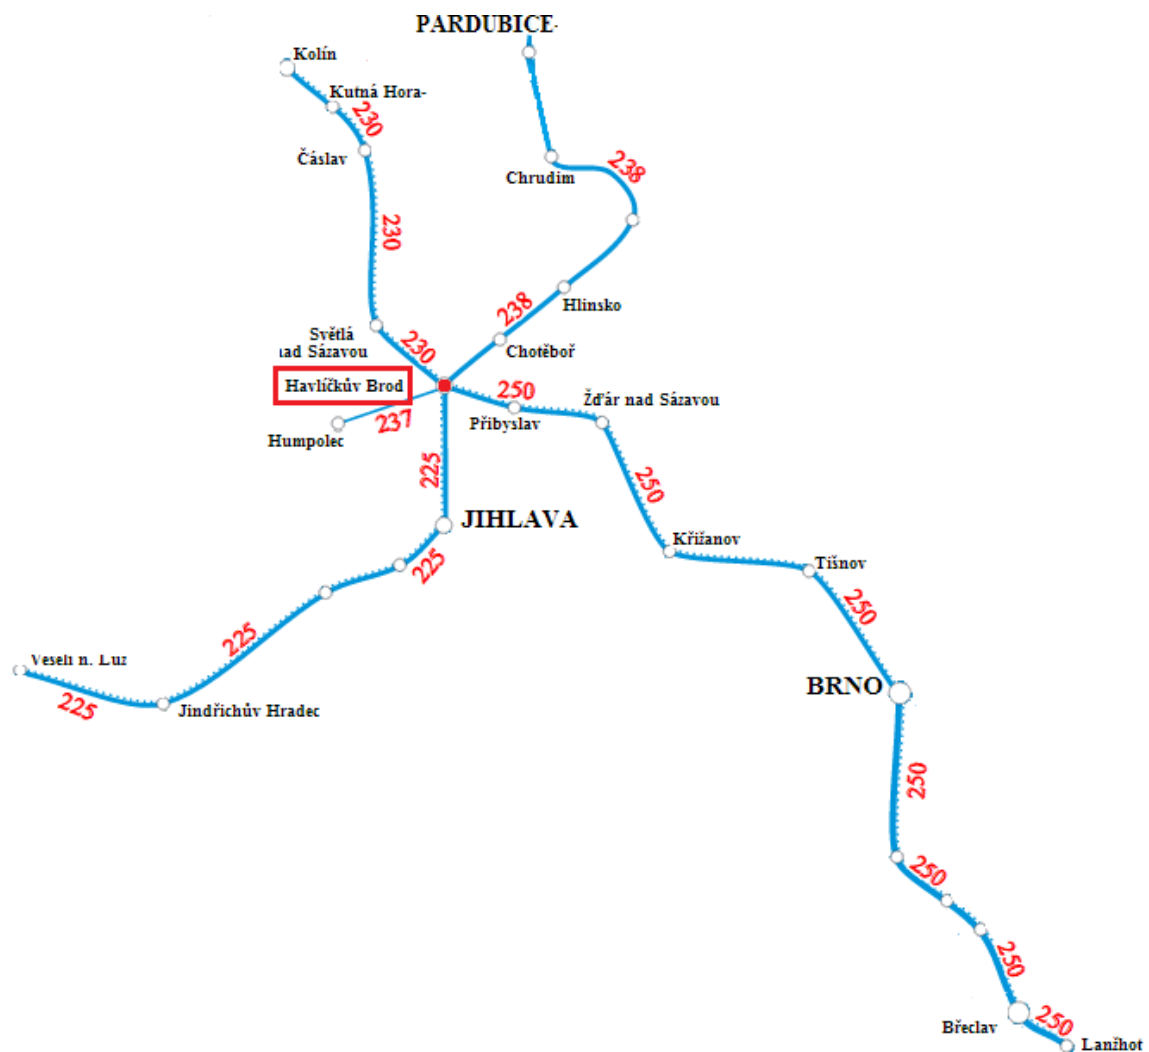 PARDUBICE-
Kolín
Kutná Hora-
230
Čáslav
238
Chrudim
230
238
Hlinsko
Světlá
nad Sázavou
230
Chotěboř
Havlíčkův Brod
250
Žďár nad Sázavou
237
Přibyslav
Humpolec
225
250
JIHLAVA
Křižanov
225
Tišnov
250
225
Veselí n. Luz
225
Jindřichův Hradec
BRNO
250
250
250
Břeclav
250
Lanžhot